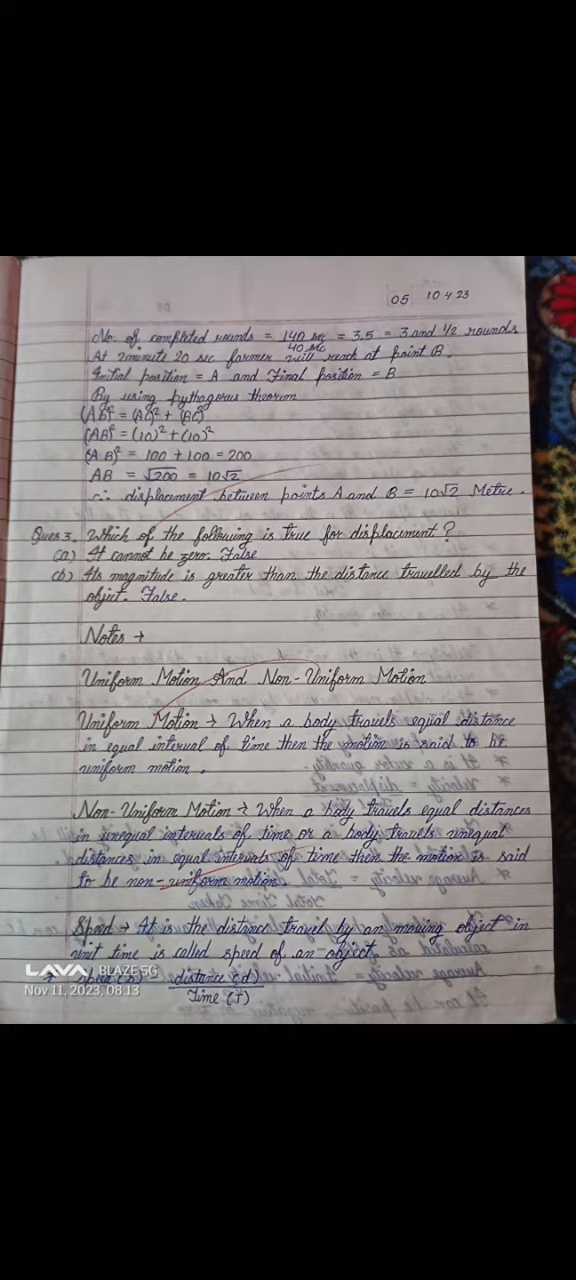 05 10 4 23
No. of completed rounds = 140 sec = 3.5 = 3 and 1/2 rounds
40 sec
At 2minute 20 sec farmer will reach at point B.
Initial position = A and Final position = B
By using pythagorus theorum
(AB)² = (AC)² + (BC)²
(AB)² = (10)² + (10)²
(AB)² = 100 + 100 = 200
AB = √200 = 10√2
∴ displacement between points A and B = 10√2 Metre.
Ques 3. Which of the following is true for displacement?
(a) It cannot be zero. False
(b) Its magnitude is greater than the distance travelled by the
object. False.
Notes →
Uniform Motion And Non-Uniform Motion
Uniform Motion → When a body travels equal distance
in equal interval of time then the motion is said to be
uniform motion.
Non-Uniform Motion → When a body travels equal distances
in unequal intervals of time or a body travels unequal
distances in equal intervals of time then the motion is said
to be non-uniform motion.
Speed → It is the distance travel by an moving object in
unit time is called speed of an object.
= distance (d)
Time (T)
LAVA BLAZE 5G
Nov 11, 2023, 08:13